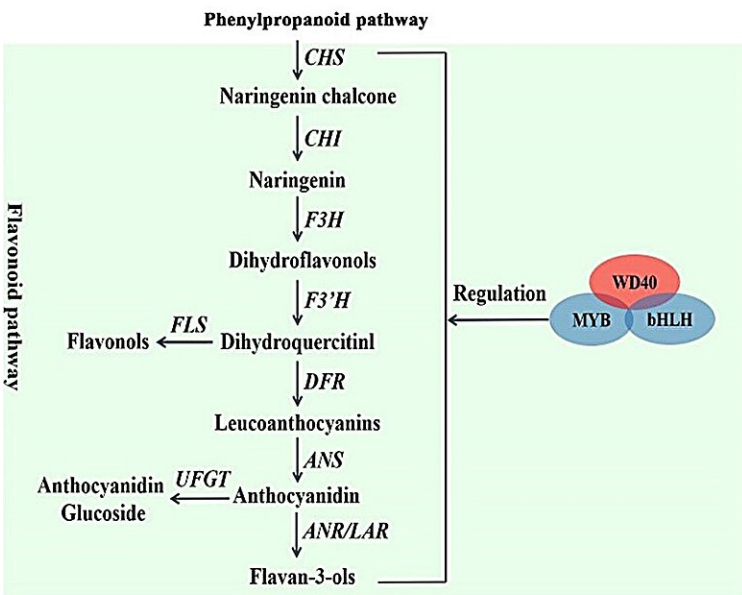 Phenylpropanoid pathway
CHS
Naringenin chalcone
CHI
Naringenin
F3H
Dihydroflavonols
F3'H
Flavonols
FLS
Dihydroquercitinl
DFR
Leucoanthocyanins
ANS
Anthocyanidin
Glucoside
UFGT
Anthocyanidin
ANR/LAR
Flavan-3-ols
Flavonoid pathway
Regulation
WD40
MYB
bHLH